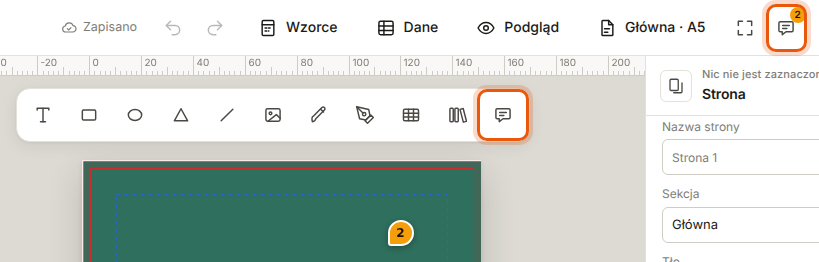 Zapisano
Wzorce
Dane
Podgląd
Główna · A5
2
-20 0 20 40 60 80 100 120 140 160 180 200
Nic nie jest zaznaczon
Strona
Nazwa strony
Strona 1
Sekcja
Główna
2